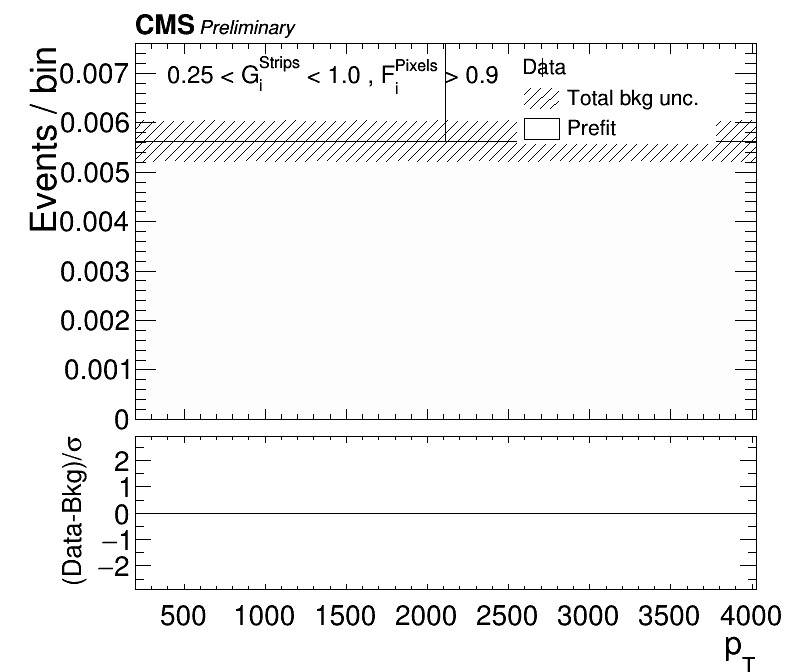 CMS Preliminary
0.25 < G_i^Strips < 1.0 , F_i^Pixels > 0.9
Data
Total bkg unc.
Prefit
Events / bin
0.007
0.006
0.005
0.004
0.003
0.002
0.001
0
(Data-Bkg)/σ
2
1
0
−1
−2
500 1000 1500 2000 2500 3000 3500 4000
p_T